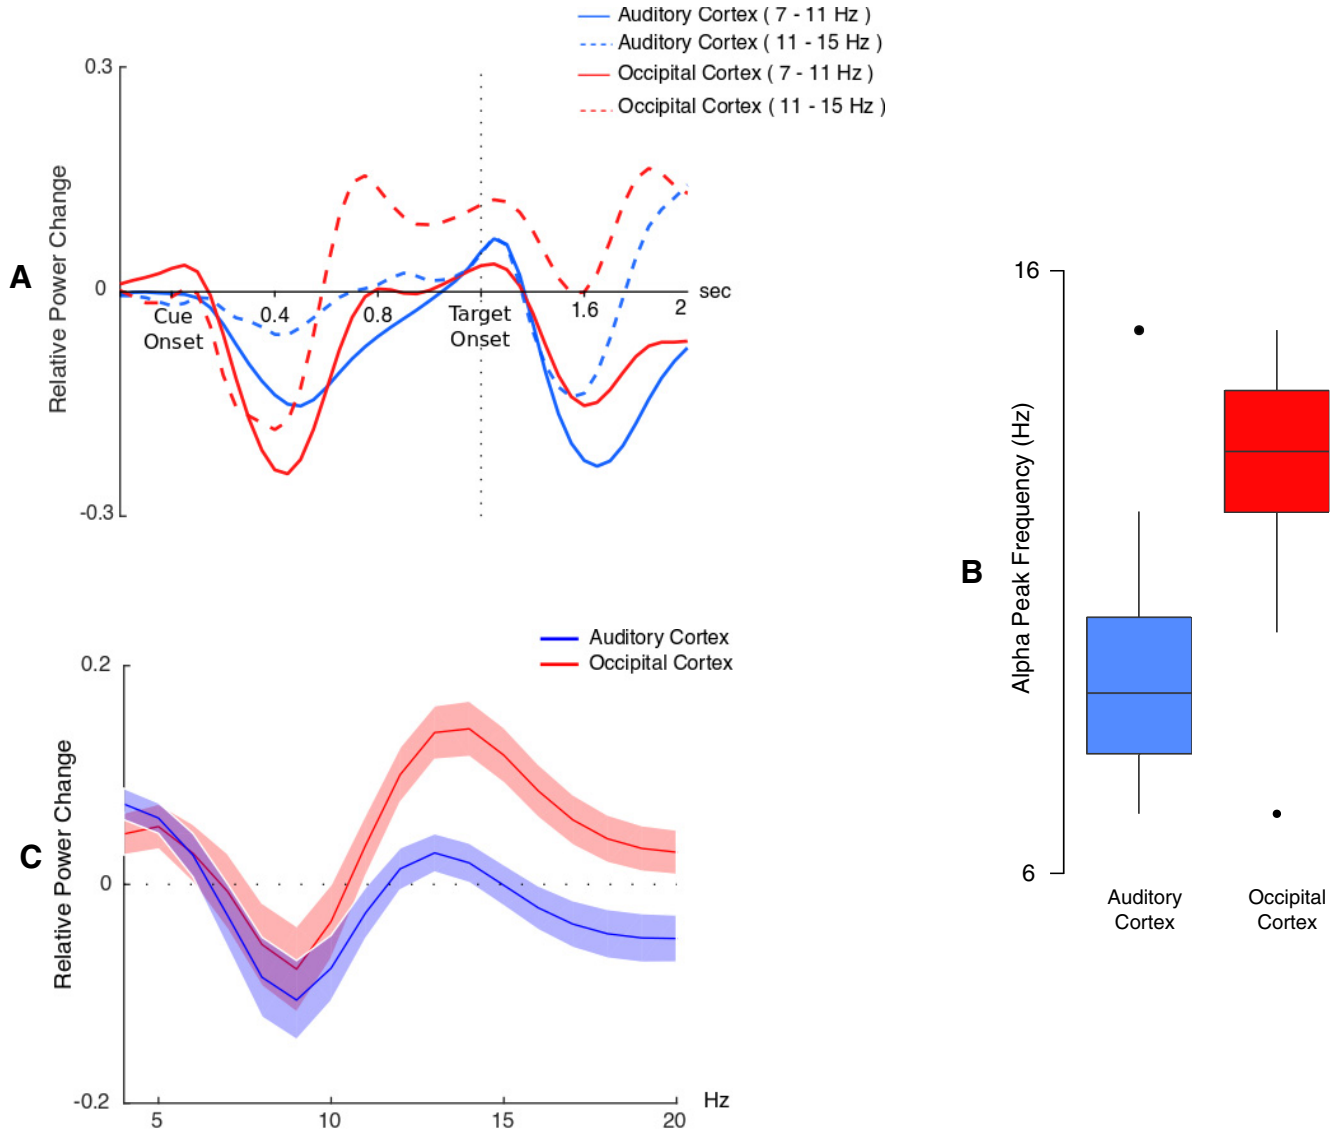 Auditory Cortex ( 7 - 11 Hz )
Auditory Cortex ( 11 - 15 Hz )
Occipital Cortex ( 7 - 11 Hz )
Occipital Cortex ( 11 - 15 Hz )
A
Relative Power Change
0.3
0
-0.3
Cue
Onset
0.4
0.8
Target
Onset
1.6
2
sec
B
Alpha Peak Frequency (Hz)
16
6
Auditory
Cortex
Occipital
Cortex
C
Auditory Cortex
Occipital Cortex
Relative Power Change
0.2
0
-0.2
5
10
15
20
Hz